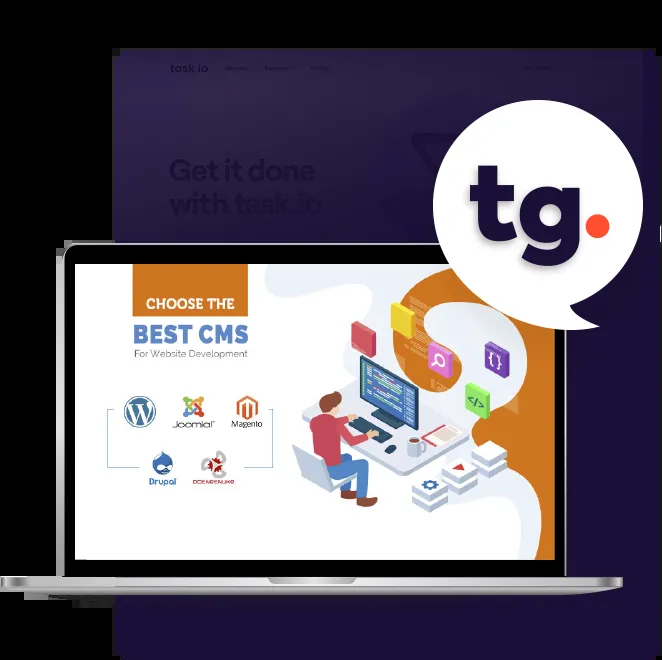 task.io
Get it done
with task.io
tg.
CHOOSE THE
BEST CMS
For Website Development
Joomla!
Magento
Drupal